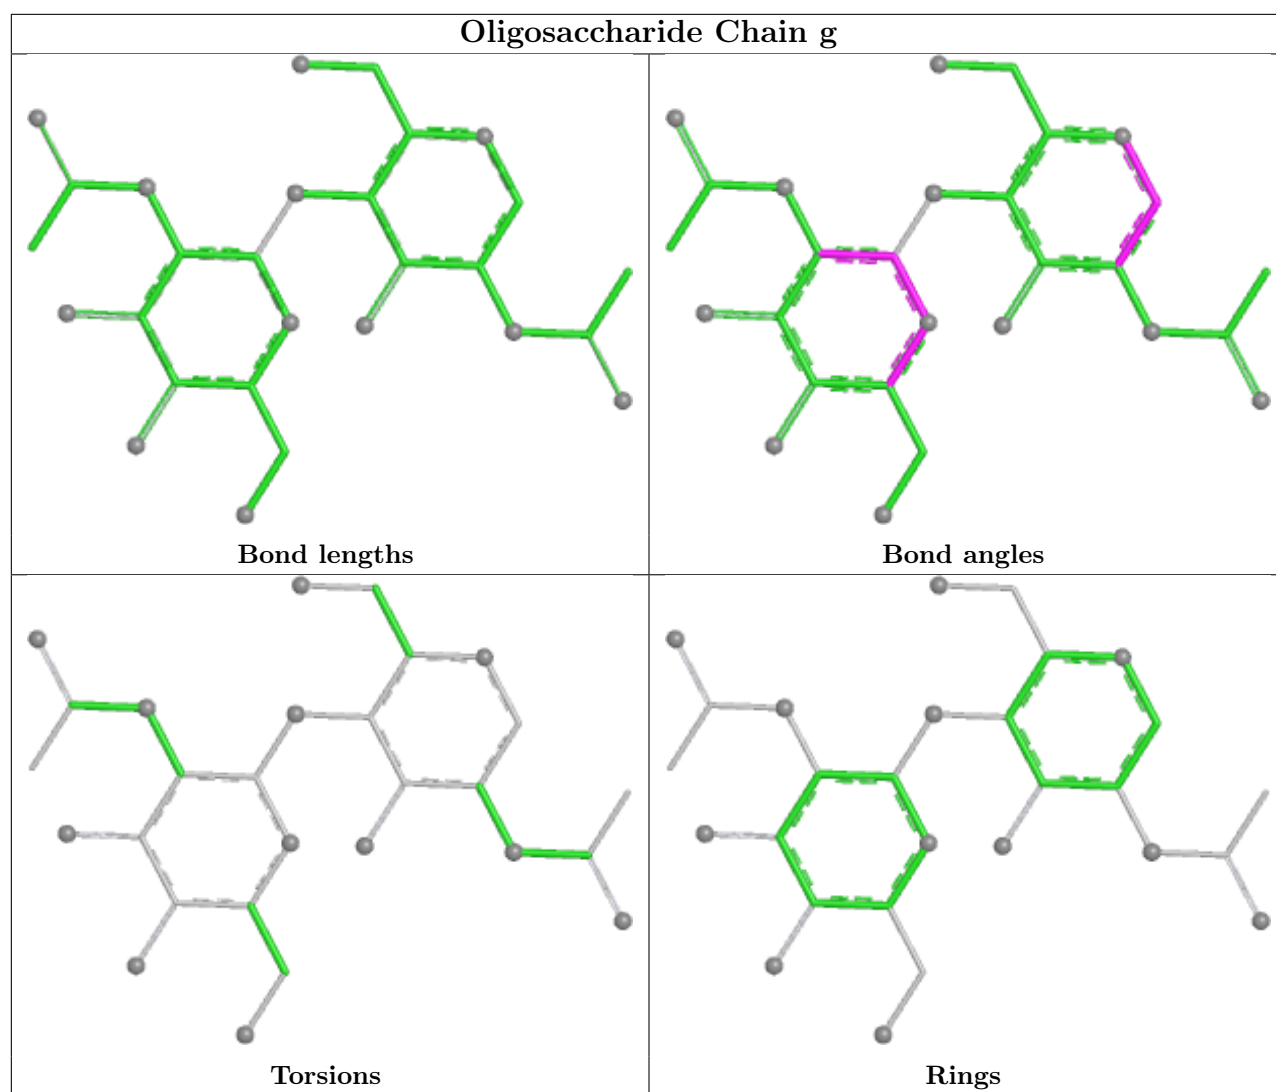 Oligosaccharide Chain g
Bond lengths
Bond angles
Torsions
Rings